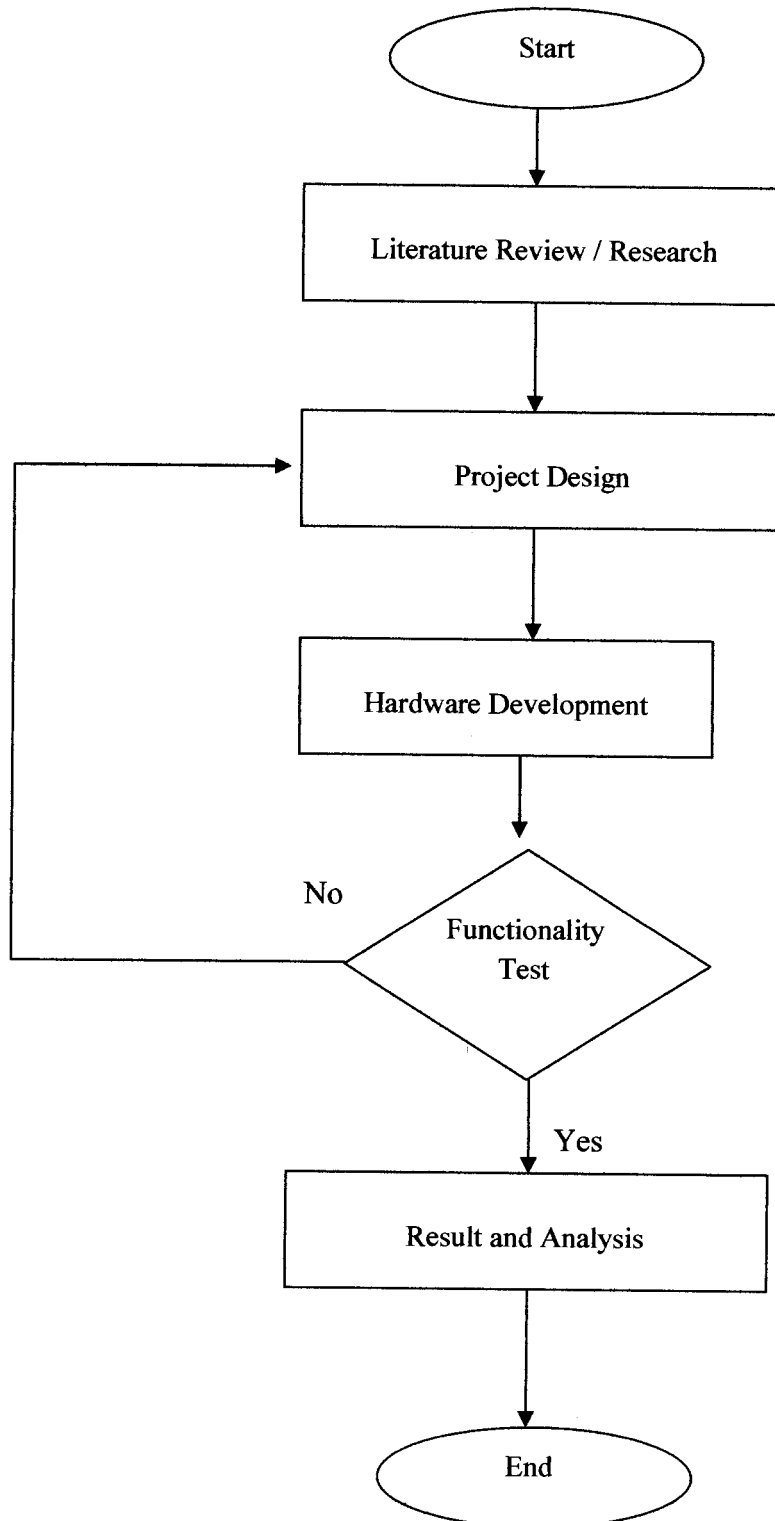 Start
Literature Review / Research
Project Design
Hardware Development
No
Functionality
Test
Yes
Result and Analysis
End